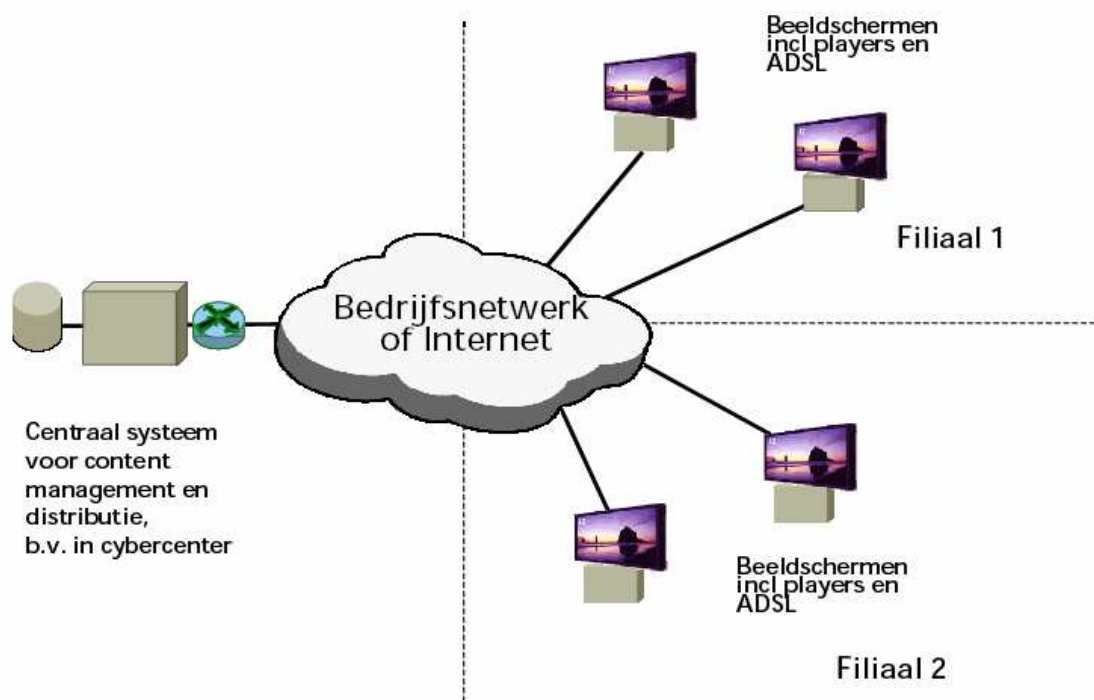 Beeldschermen
incl players en
ADSL
Filiaal 1
Bedrijfsnetwerk
of Internet
Centraal systeem
voor content
management en
distributie,
b.v. in cybercenter
Beeldschermen
incl players en
ADSL
Filiaal 2